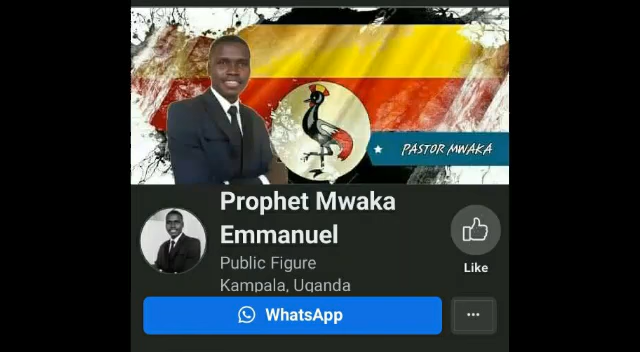 PASTOR MWAKA
Prophet Mwaka
Emmanuel
Public Figure
Kampala, Uganda
Like
WhatsApp